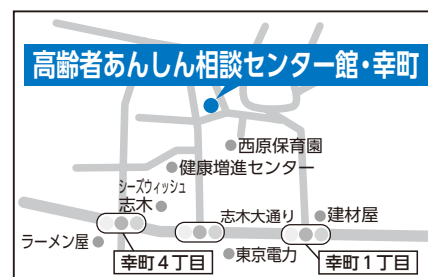 高齢者あんしん相談センター館・幸町
西原保育園
健康増進センター
シーズウィッシュ
志木
志木大通り
建材屋
ラーメン屋
東京電力
幸町4丁目
幸町1丁目